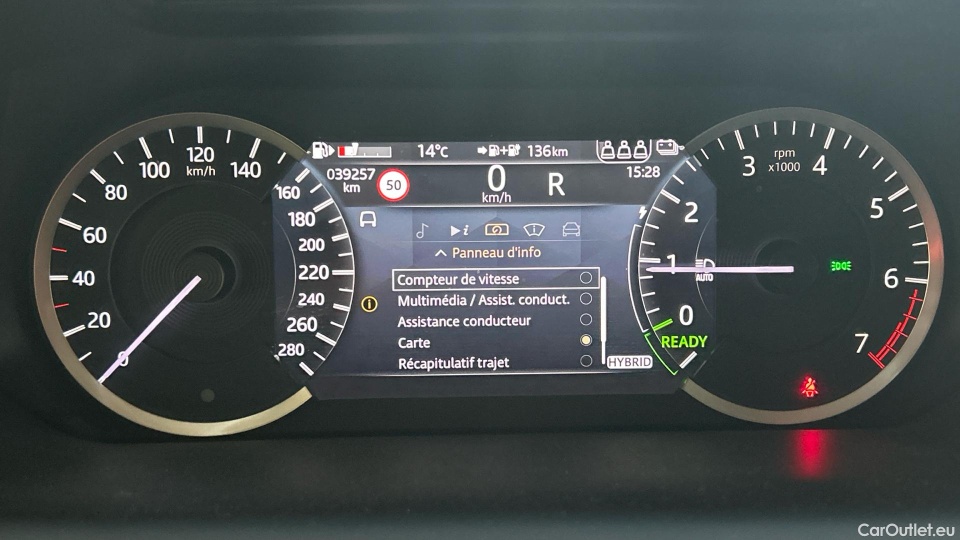 14°C 136km
039257 km 50 0 km/h R 15:28
Panneau d'info
Compteur de vitesse
Multimédia / Assist. conduct.
Assistance conducteur
Carte
Récapitulatif trajet
HYBRID
0 20 40 60 80 100 120 140 160 180 200 220 240 260 280
km/h
0 1 2 3 4 5 6 7
rpm
x1000
AUTO
READY
CarOutlet.eu